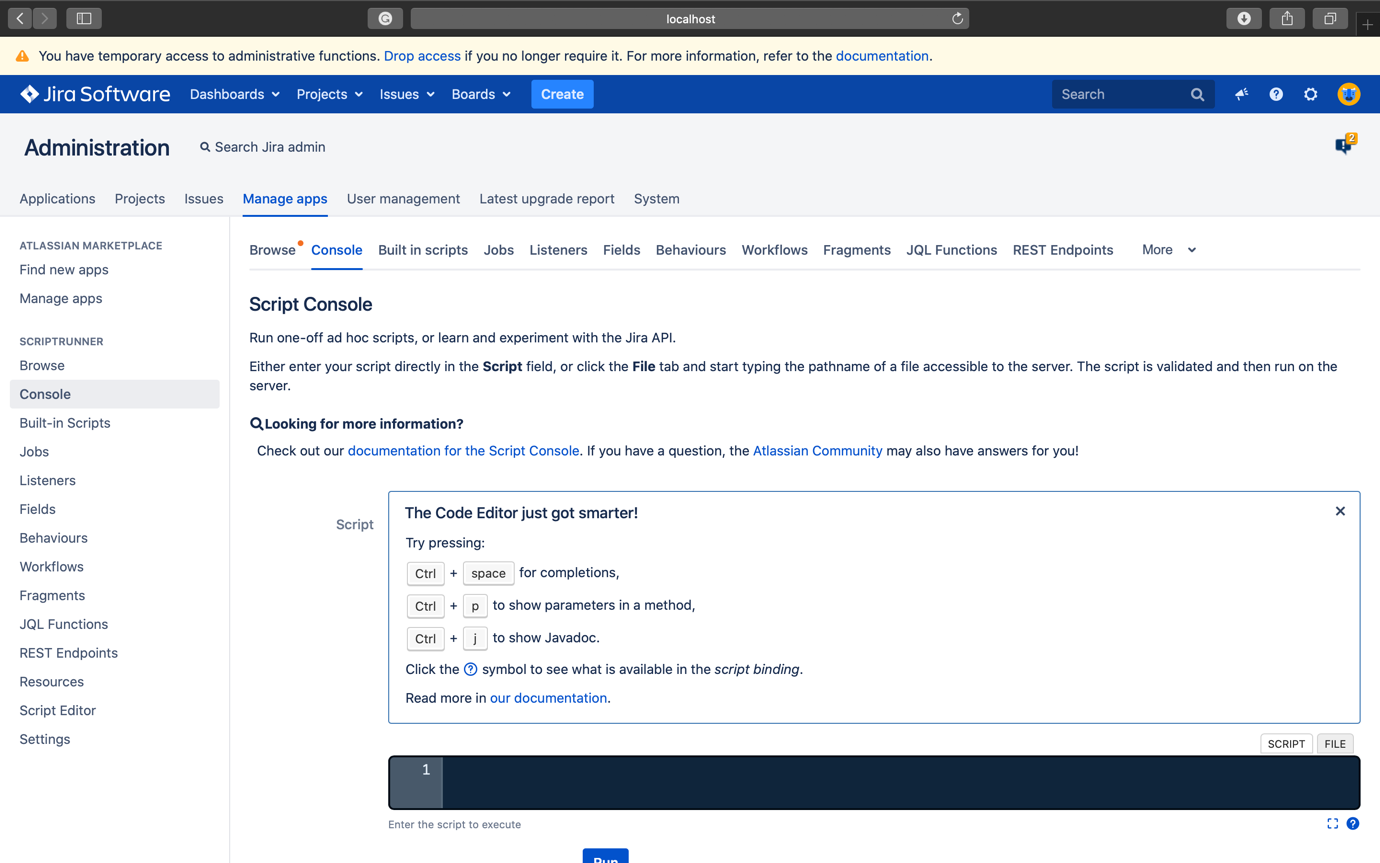 localhost
You have temporary access to administrative functions. Drop access if you no longer require it. For more information, refer to the documentation.
Jira Software Dashboards Projects Issues Boards Create Search
Administration Search Jira admin 2
Applications Projects Issues Manage apps User management Latest upgrade report System
ATLASSIAN MARKETPLACE
Find new apps
Manage apps
SCRIPTRUNNER
Browse
Console
Built-in Scripts
Jobs
Listeners
Fields
Behaviours
Workflows
Fragments
JQL Functions
REST Endpoints
Resources
Script Editor
Settings
Browse Console Built in scripts Jobs Listeners Fields Behaviours Workflows Fragments JQL Functions REST Endpoints More
Script Console
Run one-off ad hoc scripts, or learn and experiment with the Jira API.
Either enter your script directly in the Script field, or click the File tab and start typing the pathname of a file accessible to the server. The script is validated and then run on the
server.
Looking for more information?
Check out our documentation for the Script Console. If you have a question, the Atlassian Community may also have answers for you!
Script
The Code Editor just got smarter!
Try pressing:
Ctrl + space for completions,
Ctrl + p to show parameters in a method,
Ctrl + j to show Javadoc.
Click the ? symbol to see what is available in the script binding.
Read more in our documentation.
SCRIPT FILE
1
Enter the script to execute
Run